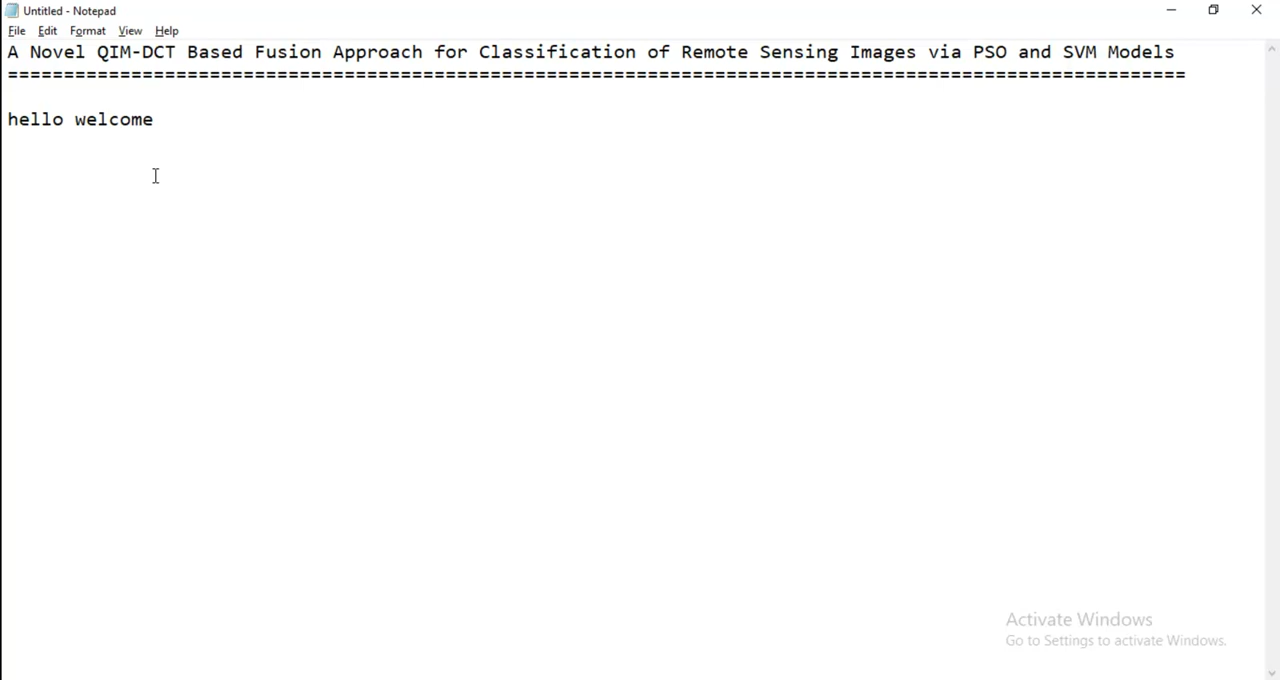 Untitled - Notepad
File Edit Format View Help
A Novel QIM-DCT Based Fusion Approach for Classification of Remote Sensing Images via PSO and SVM Models
=========================================================================================================
hello welcome
Activate Windows
Go to Settings to activate Windows.